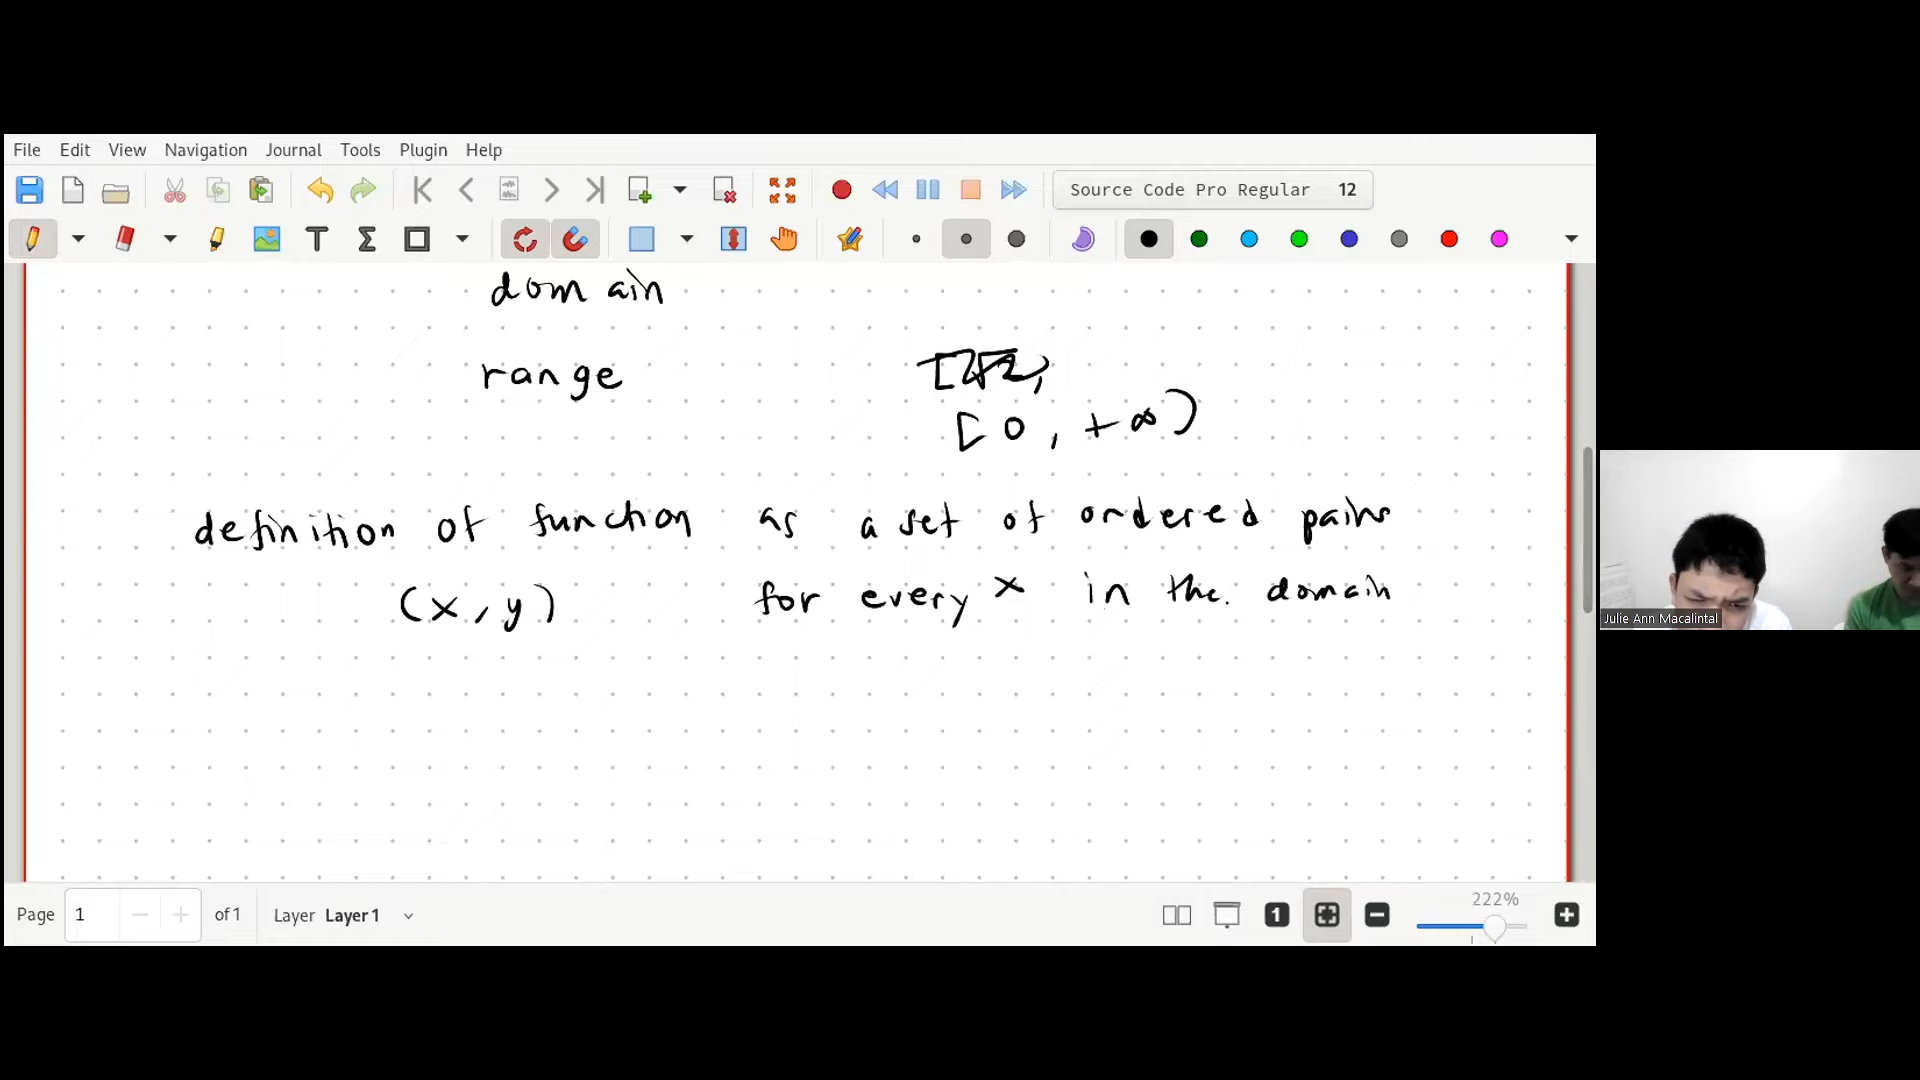 File Edit View Navigation Journal Tools Plugin Help
Source Code Pro Regular 12
domain
range
[0, +∞)
definition of function as a set of ordered pairs
(x, y) for every x in the domain
Julie Ann Macalintal
222%
Page 1 of 1 Layer Layer 1